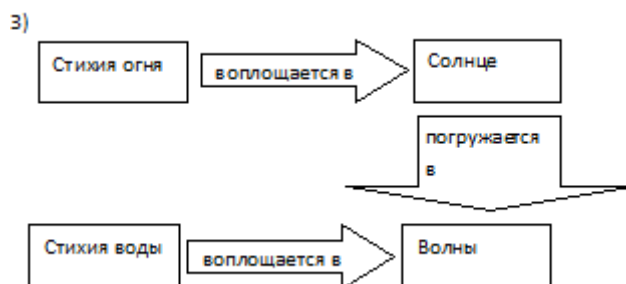 3)
Стихия огня
воплощается в
Солнце
погружается
в
Стихия воды
воплощается в
Волны